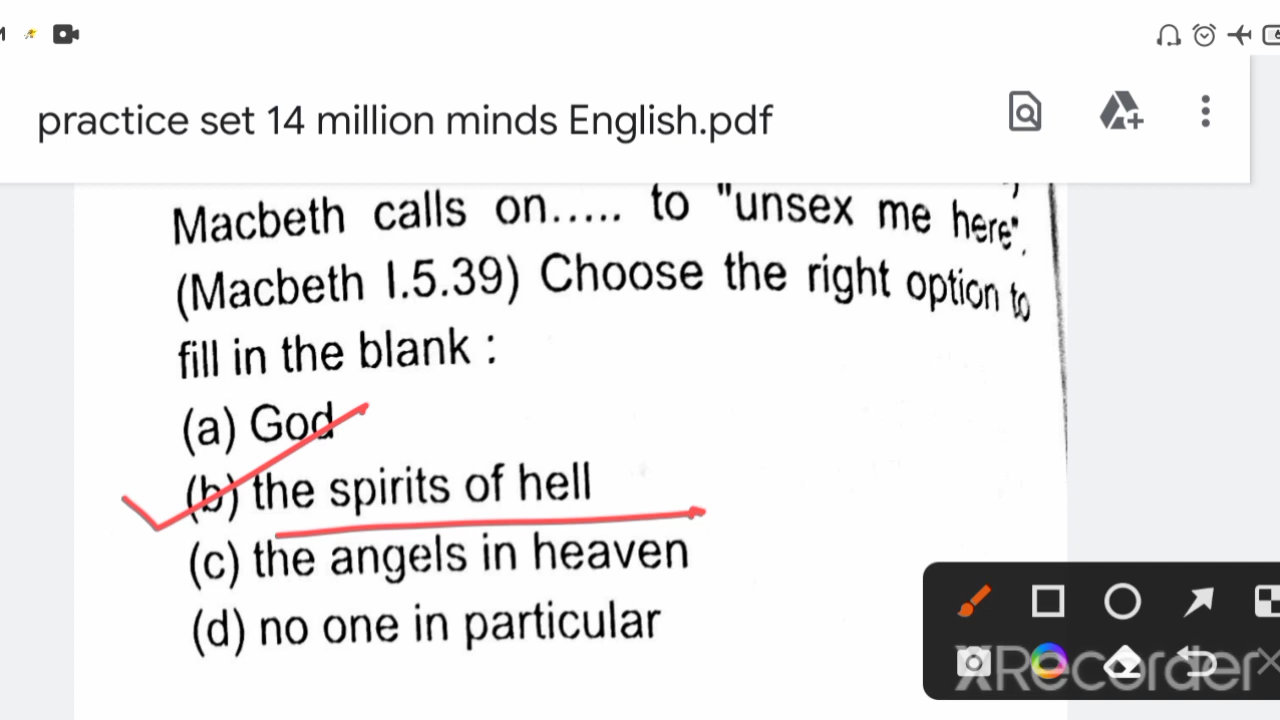 practice set 14 million minds English.pdf
Macbeth calls on..... to "unsex me here".
(Macbeth I.5.39) Choose the right option to
fill in the blank :
(a) God
(b) the spirits of hell
(c) the angels in heaven
(d) no one in particular
XRecorder